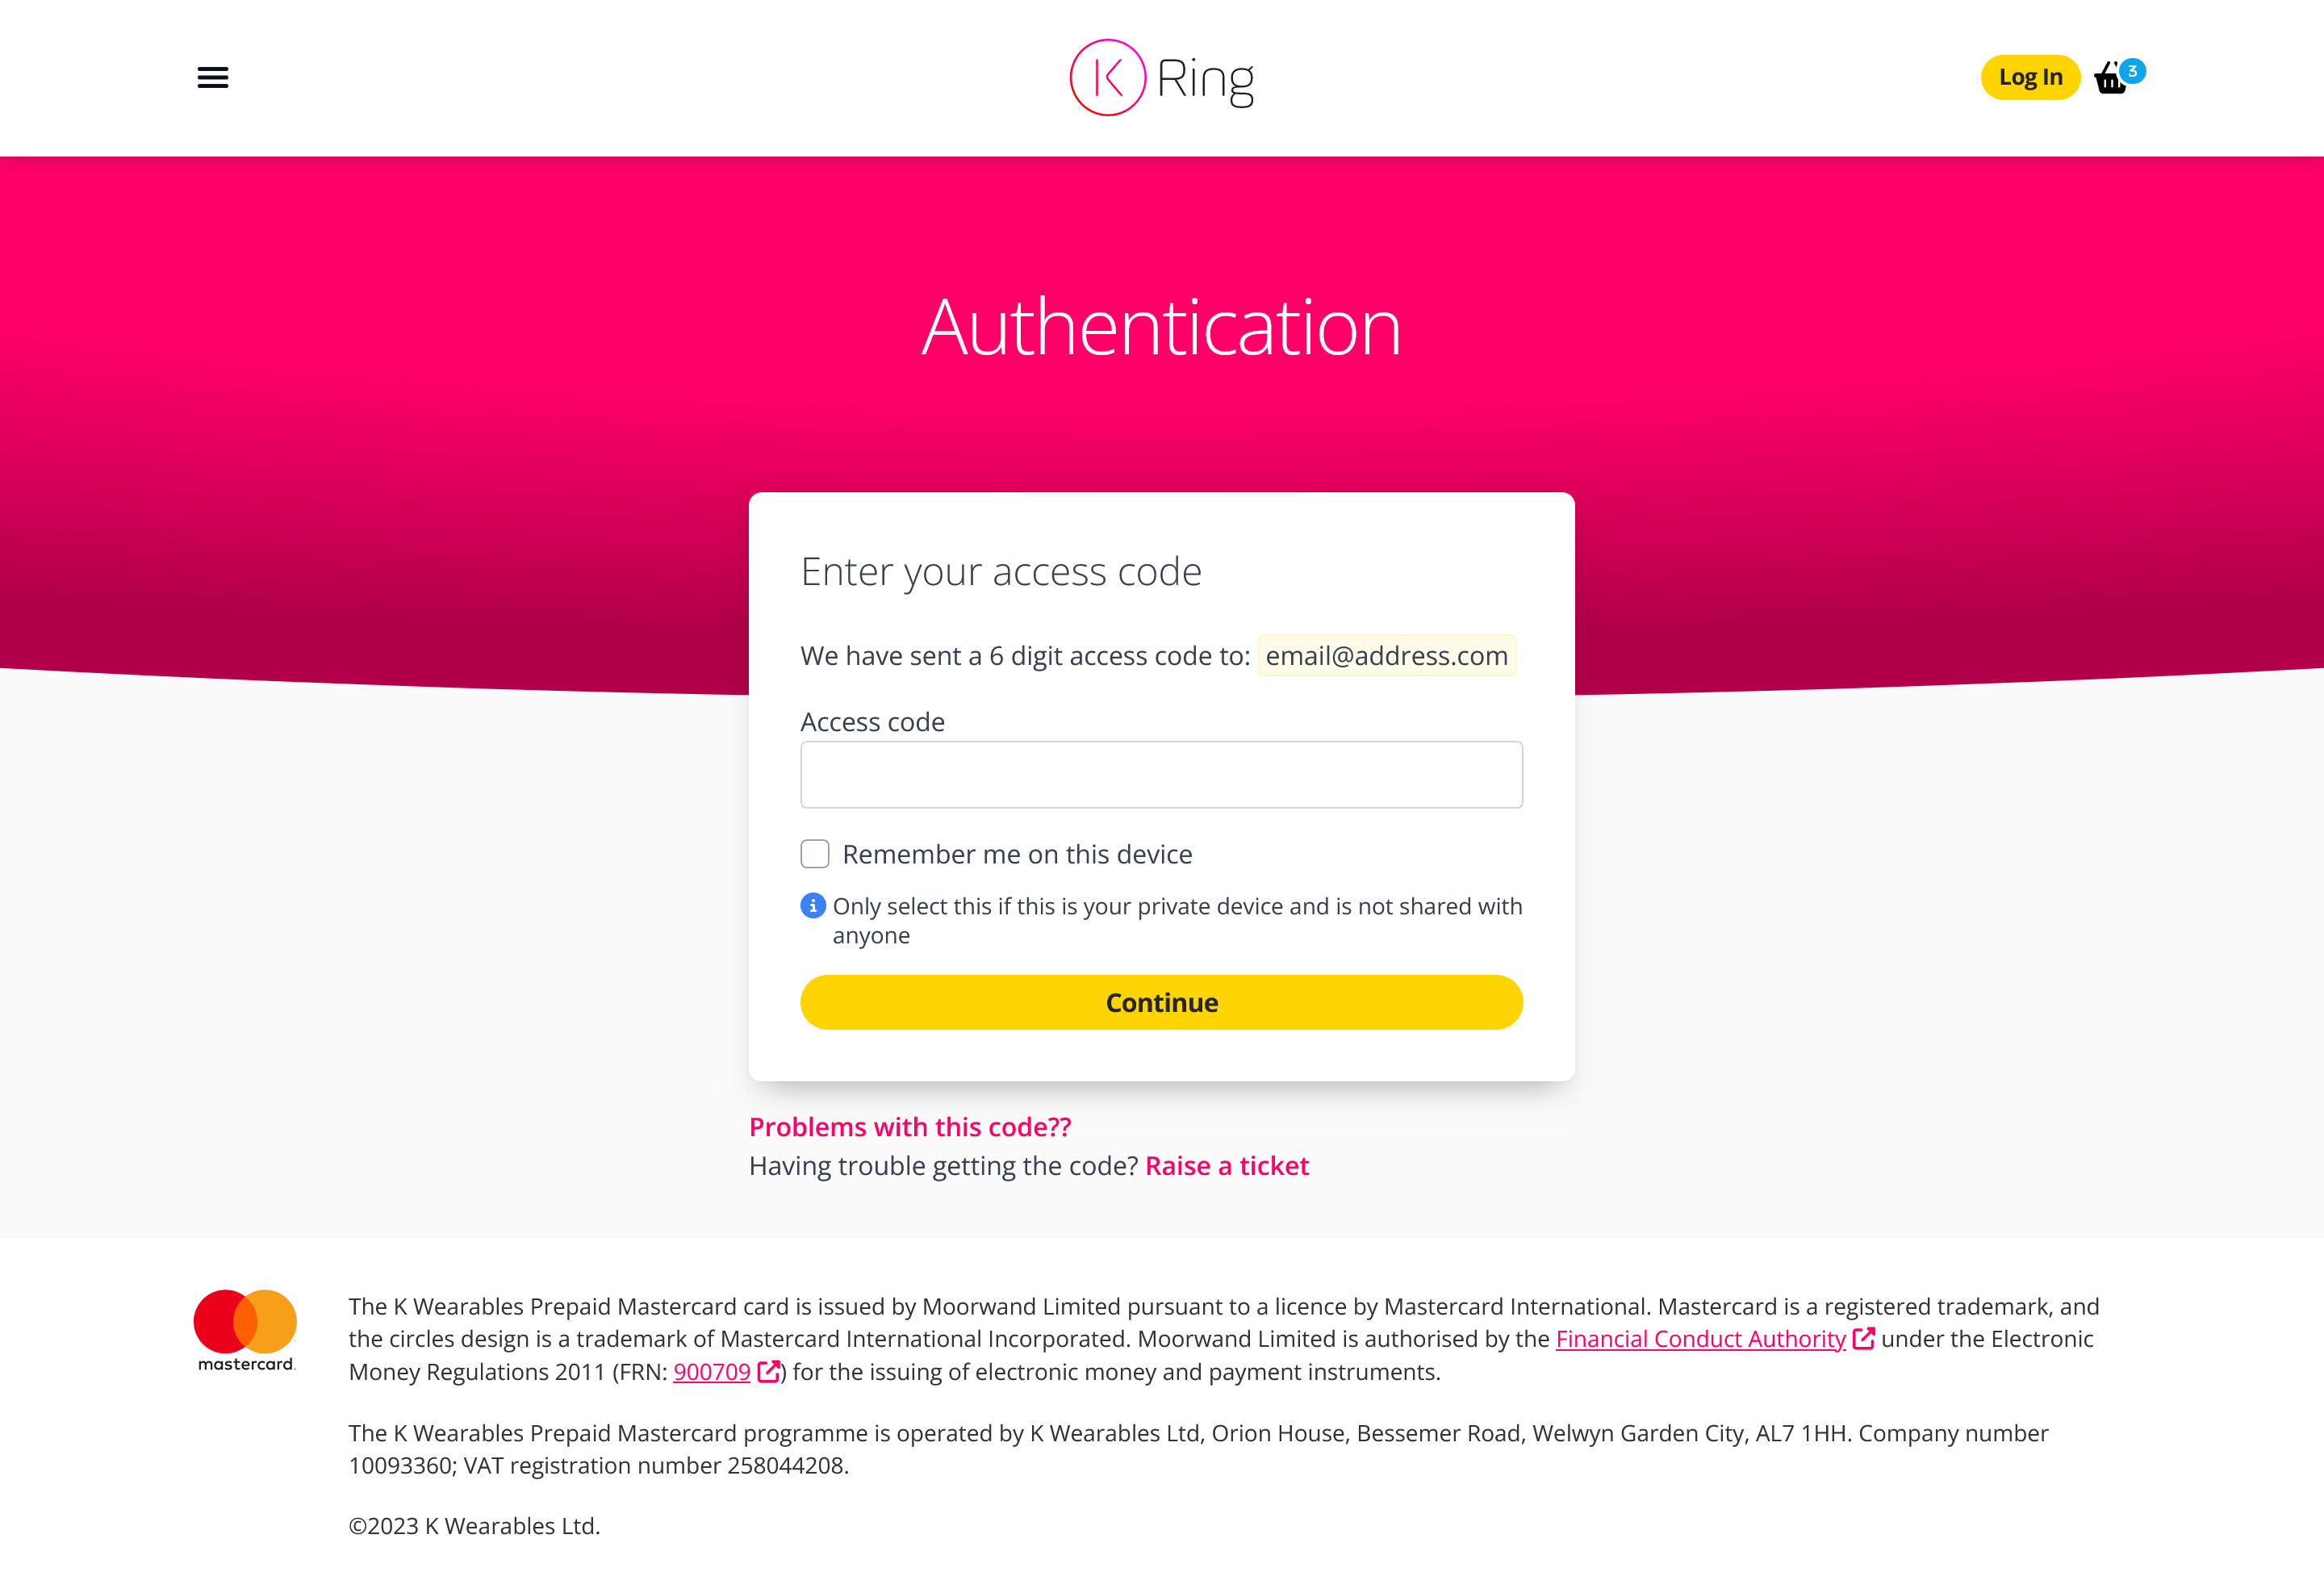 K Ring
Log In
3
Authentication
Enter your access code
We have sent a 6 digit access code to: email@address.com
Access code
Remember me on this device
Only select this if this is your private device and is not shared with
anyone
Continue
Problems with this code??
Having trouble getting the code? Raise a ticket
mastercard.
The K Wearables Prepaid Mastercard card is issued by Moorwand Limited pursuant to a licence by Mastercard International. Mastercard is a registered trademark, and
the circles design is a trademark of Mastercard International Incorporated. Moorwand Limited is authorised by the Financial Conduct Authority under the Electronic
Money Regulations 2011 (FRN: 900709 ) for the issuing of electronic money and payment instruments.
The K Wearables Prepaid Mastercard programme is operated by K Wearables Ltd, Orion House, Bessemer Road, Welwyn Garden City, AL7 1HH. Company number
10093360; VAT registration number 258044208.
©2023 K Wearables Ltd.